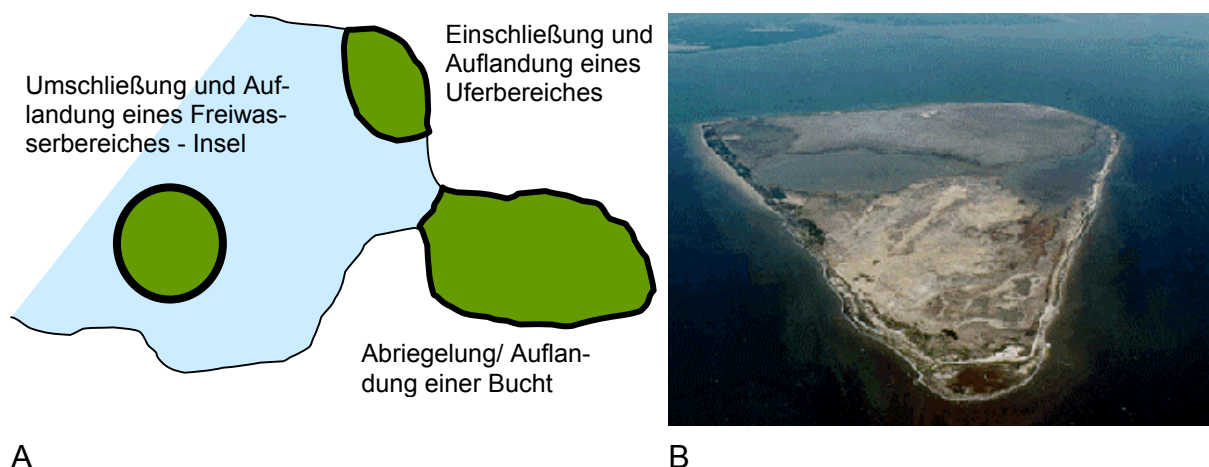 Umschließung und Auf-
landung eines Freiwas-
serbereiches - Insel
Einschließung und
Auflandung eines
Uferbereiches
Abriegelung/ Auflan-
dung einer Bucht
A
B